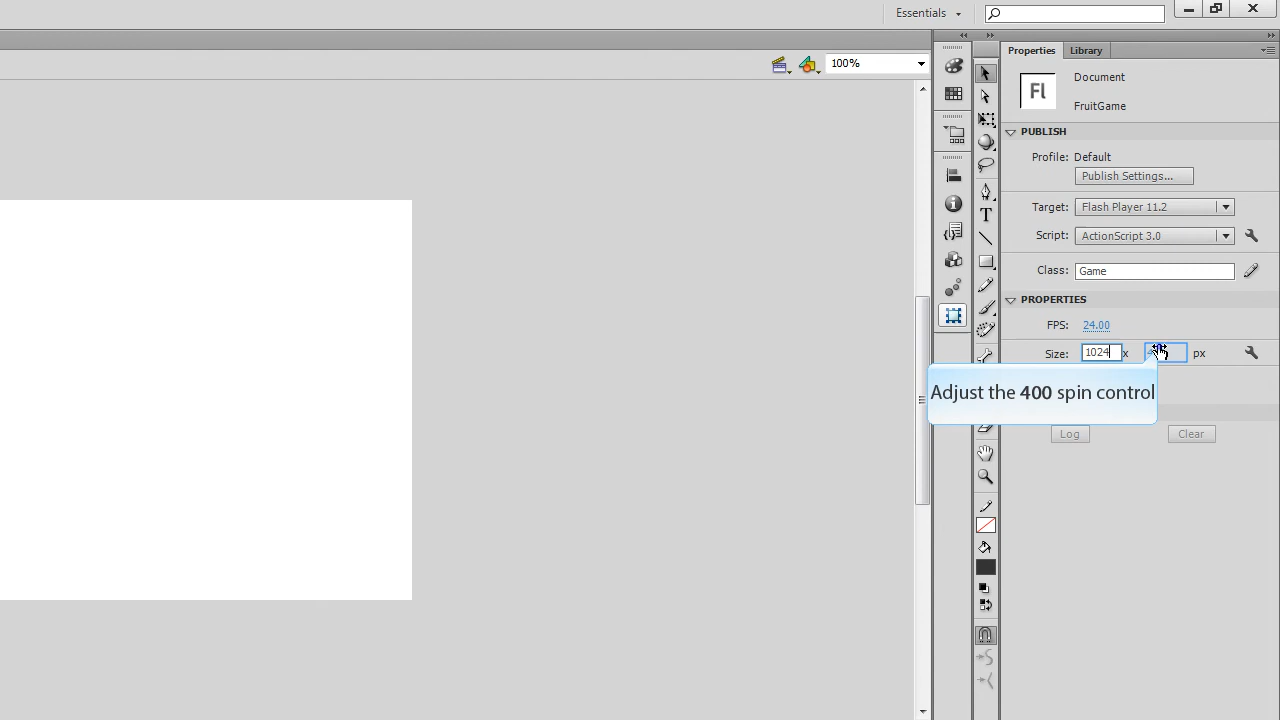 Essentials
100%
Properties Library
Fl
Document
FruitGame
PUBLISH
Profile: Default
Publish Settings...
Target: Flash Player 11.2
Script: ActionScript 3.0
Class: Game
PROPERTIES
FPS: 24.00
Size: 1024 x px
Adjust the 400 spin control
Log Clear
T